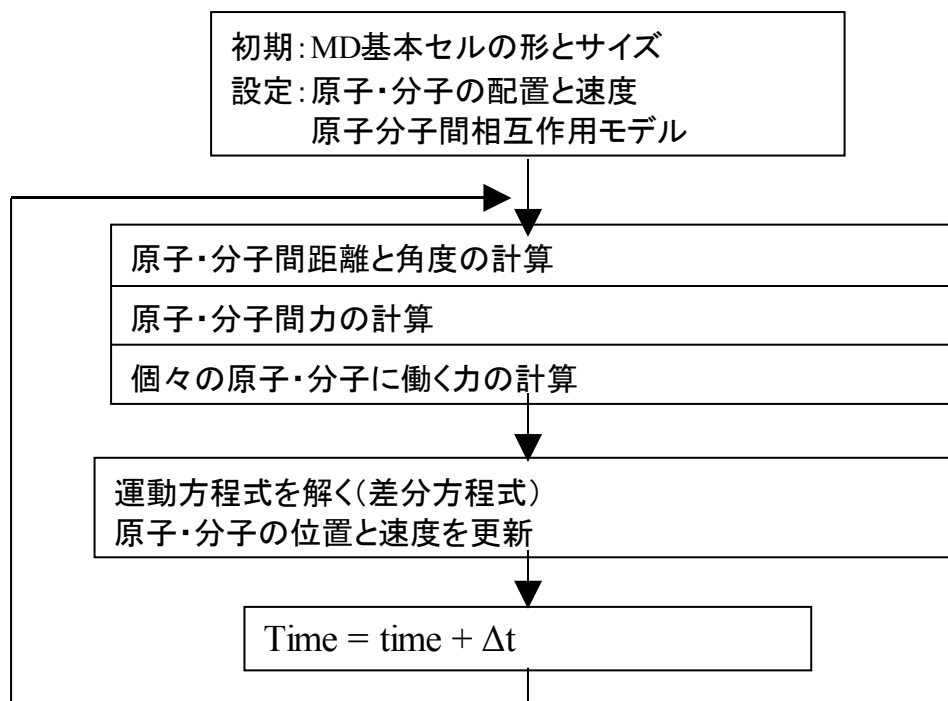 初期:MD基本セルの形とサイズ
設定:原子・分子の配置と速度
原子分子間相互作用モデル
原子・分子間距離と角度の計算
原子・分子間力の計算
個々の原子・分子に働く力の計算
運動方程式を解く(差分方程式)
原子・分子の位置と速度を更新
Time = time + Δt